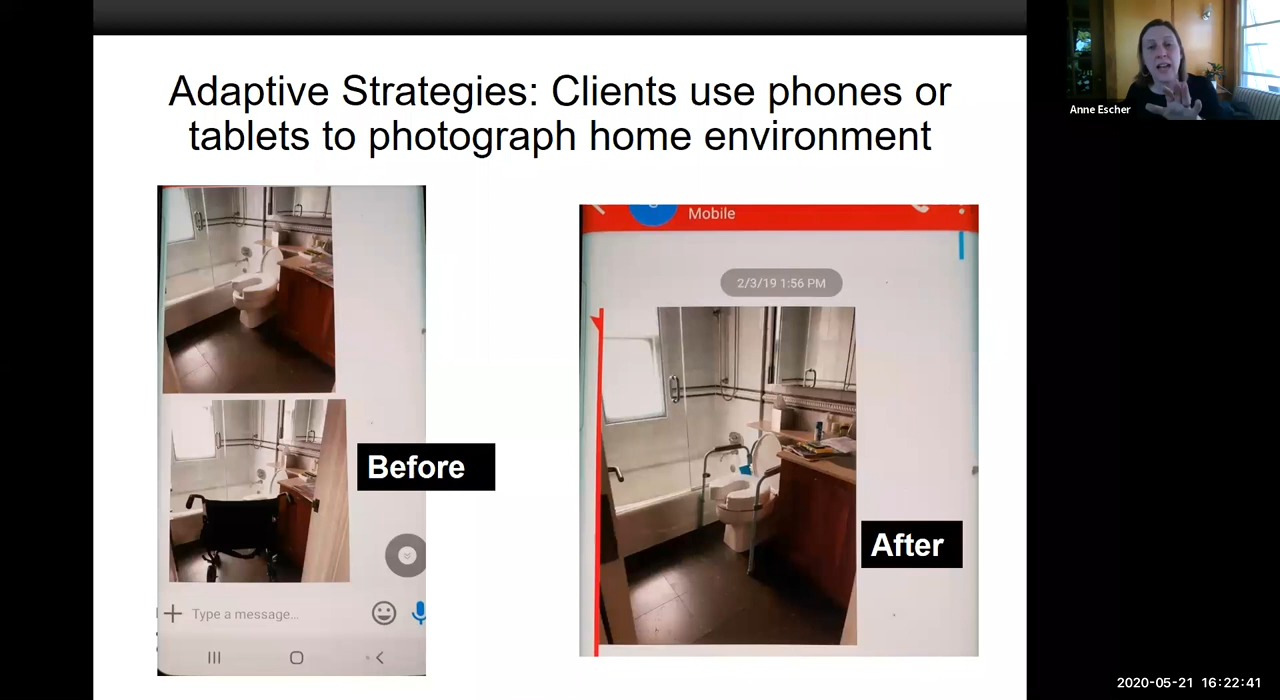 Adaptive Strategies: Clients use phones or
tablets to photograph home environment
Anne Escher
Mobile
2/3/19 1:56 PM
Before
After
Type a message...
2020-05-21 16:22:41